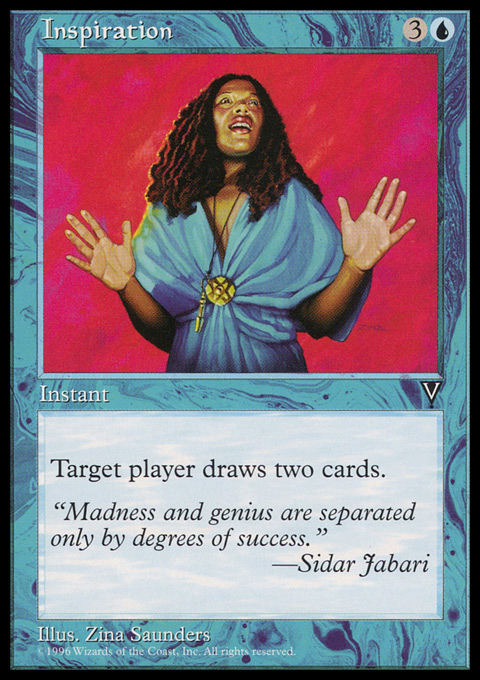 Inspiration 3
Instant V
Target player draws two cards.
“Madness and genius are separated
only by degrees of success.”
—Sidar Jabari
Illus. Zina Saunders
©1996 Wizards of the Coast, Inc. All rights reserved.